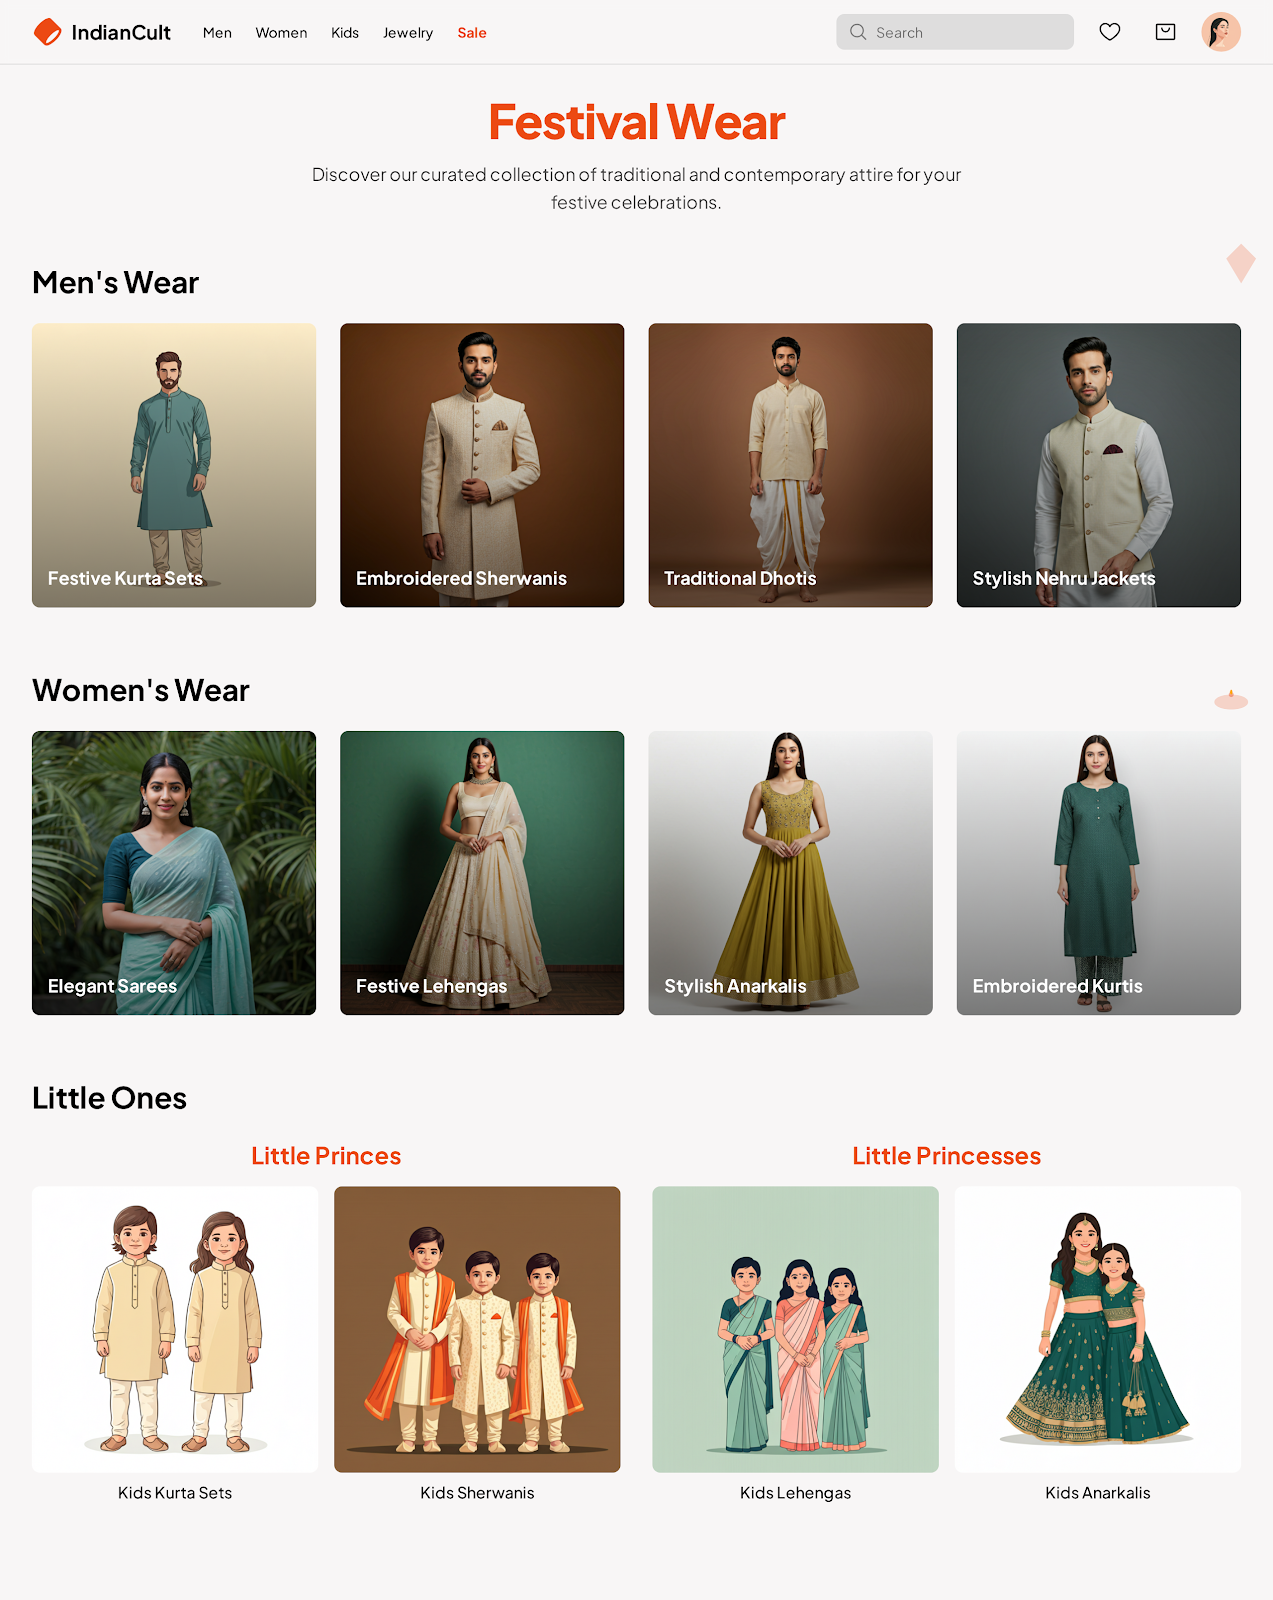 IndianCult
Men
Women
Kids
Jewelry
Sale
Search
Festival Wear
Discover our curated collection of traditional and contemporary attire for your
festive celebrations.
Men's Wear
Festive Kurta Sets
Embroidered Sherwanis
Traditional Dhotis
Stylish Nehru Jackets
Women's Wear
Elegant Sarees
Festive Lehengas
Stylish Anarkalis
Embroidered Kurtis
Little Ones
Little Princes
Little Princesses
Kids Kurta Sets
Kids Sherwanis
Kids Lehengas
Kids Anarkalis